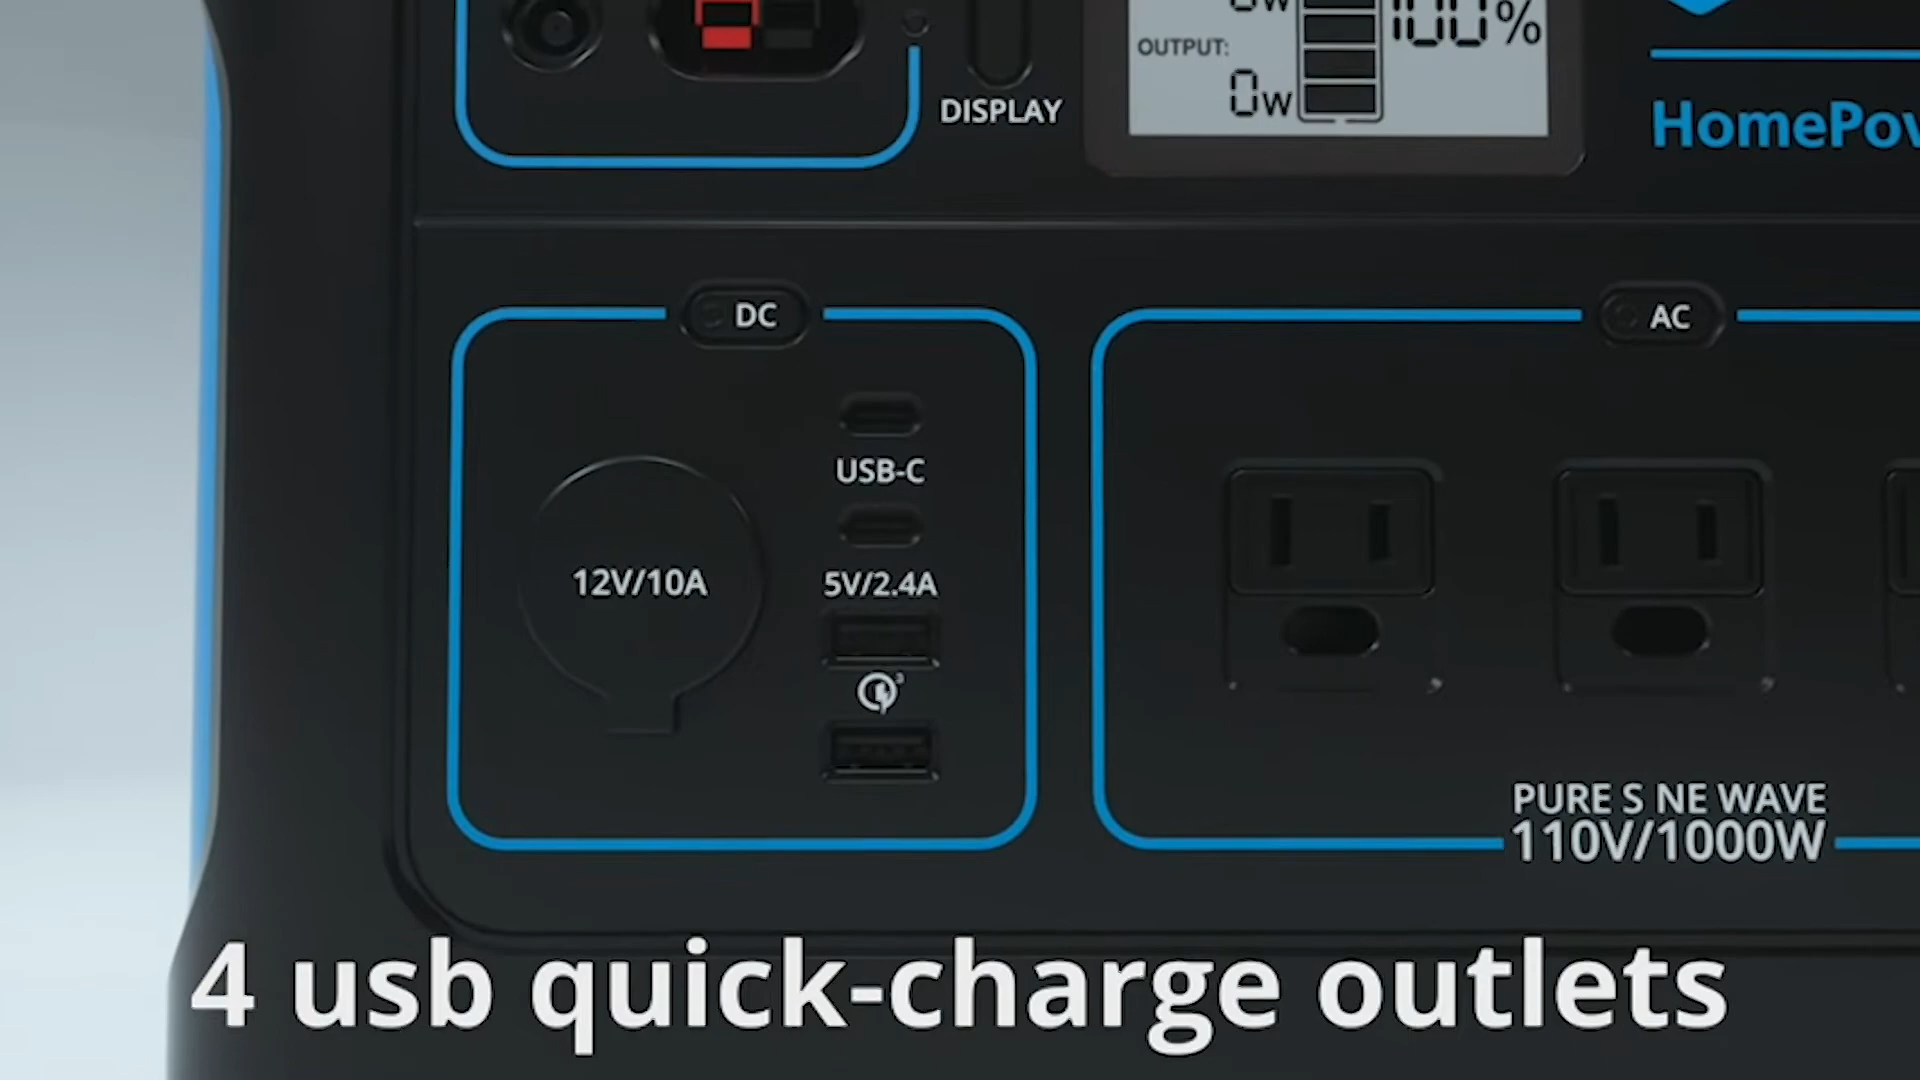 OUTPUT:
0W
100%
DISPLAY
DC
AC
USB-C
12V/10A
5V/2.4A
3
PURE S NE WAVE
110V/1000W
4 usb quick-charge outlets